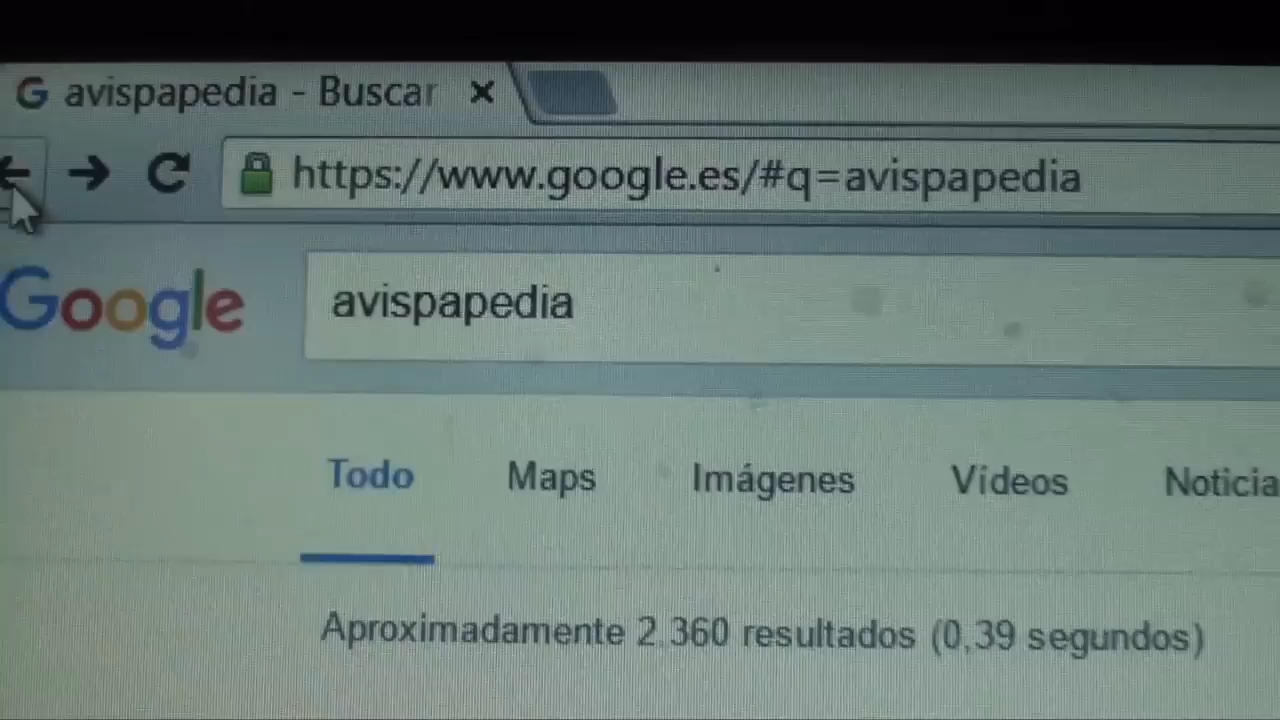 avispapedia - Buscar
https://www.google.es/#q=avispapedia
Google
avispapedia
Todo Maps Imágenes Vídeos Noticia
Aproximadamente 2.360 resultados (0,39 segundos)